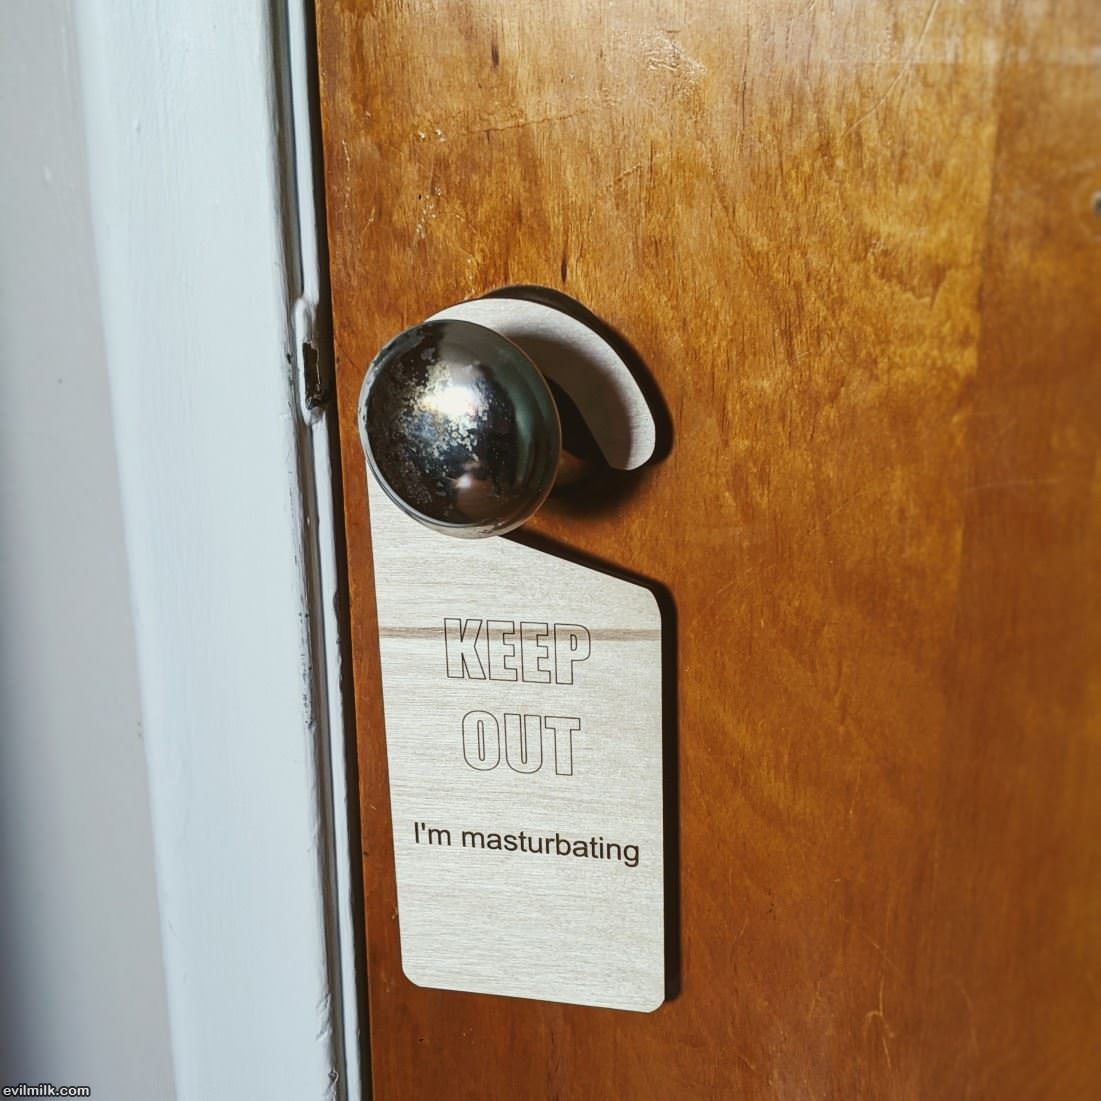 KEEP
OUT
I'm masturbating
evilmilk.com